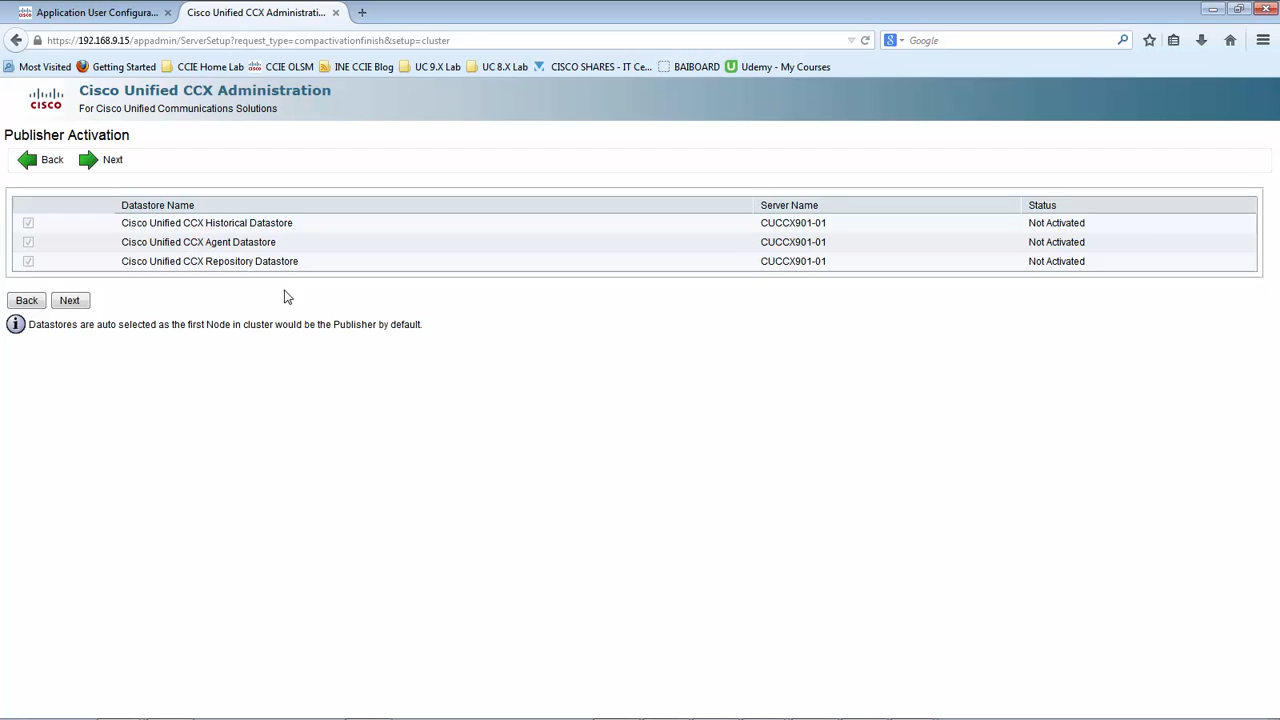 Application User Configura...
Cisco Unified CCX Administrati...
https://192.168.9.15/appadmin/ServerSetup?request_type=compactivationfinish&setup=cluster
Google
Most Visited Getting Started CCIE Home Lab CCIE OLSM INE CCIE Blog UC 9.X Lab UC 8.X Lab CISCO SHARES - IT Ce... BAIBOARD Udemy - My Courses
CISCO
Cisco Unified CCX Administration
For Cisco Unified Communications Solutions
Publisher Activation
Back Next
Datastore Name Server Name Status
Cisco Unified CCX Historical Datastore CUCCX901-01 Not Activated
Cisco Unified CCX Agent Datastore CUCCX901-01 Not Activated
Cisco Unified CCX Repository Datastore CUCCX901-01 Not Activated
Back Next
Datastores are auto selected as the first Node in cluster would be the Publisher by default.